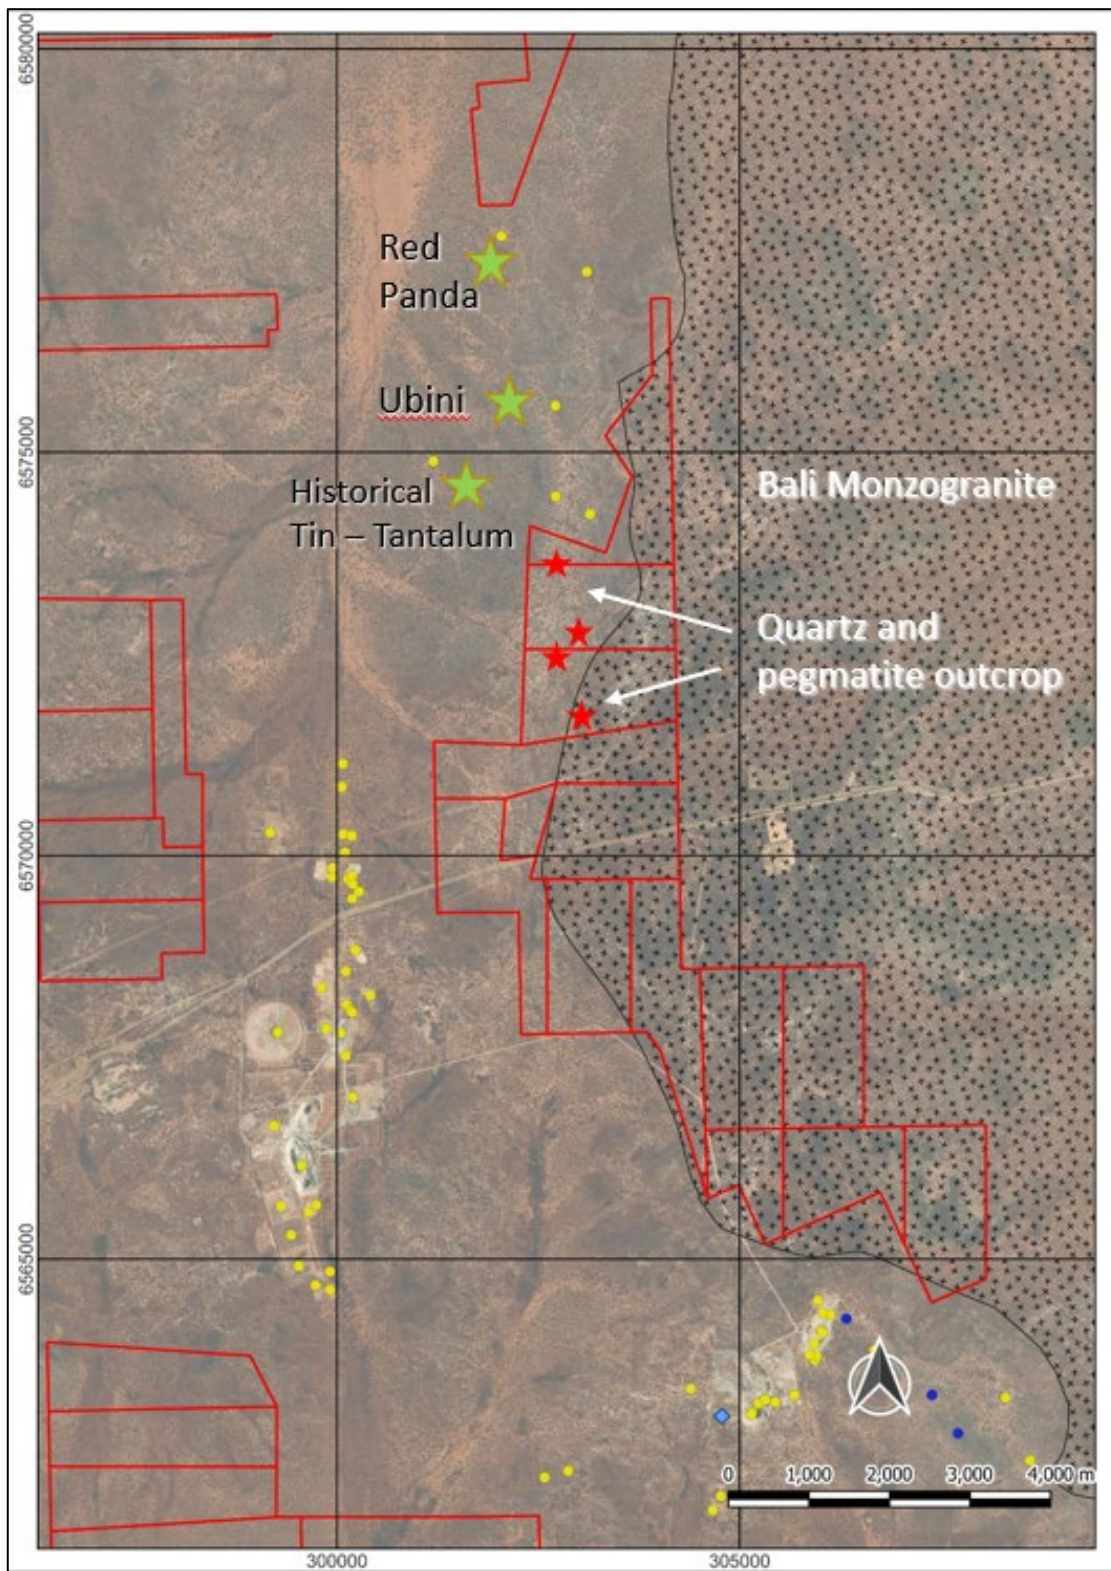 6580000
Red
Panda
Ubini
6575000
Historical
Tin – Tantalum
Bali Monzogranite
Quartz and
pegmatite outcrop
6570000
6565000
0 1,000 2,000 3,000 4,000 m
300000 305000